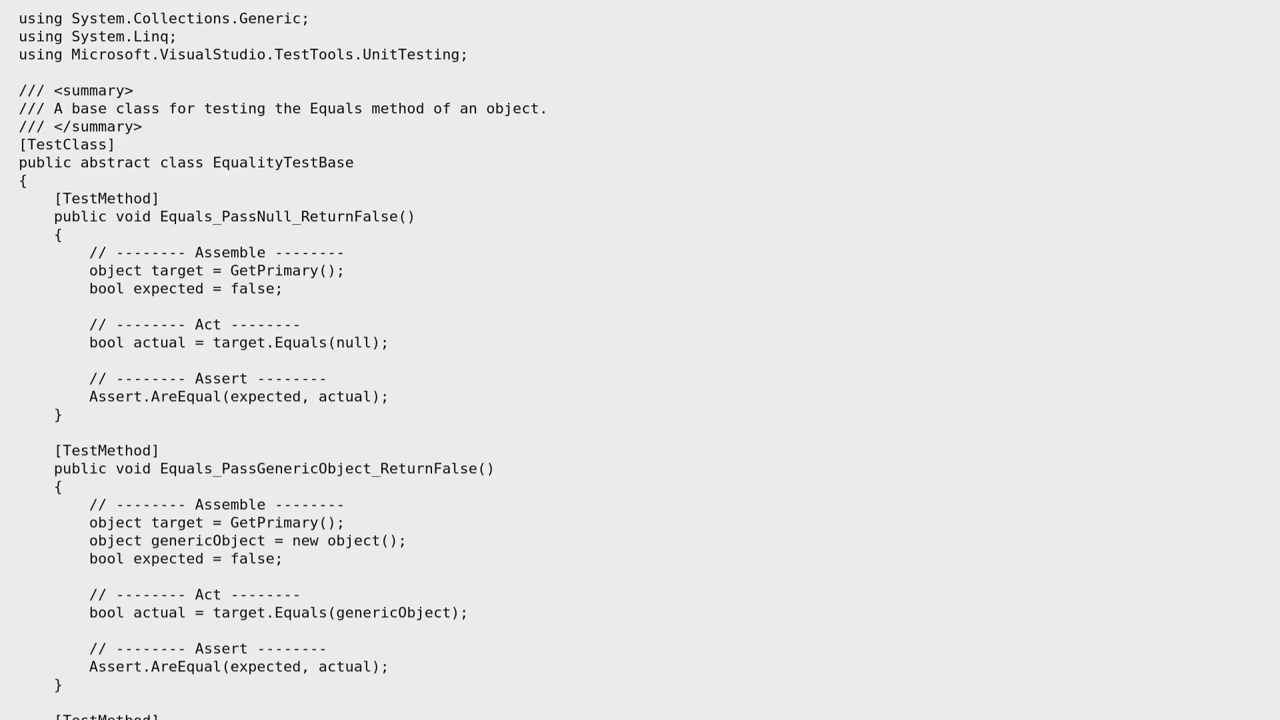 using System.Collections.Generic;
using System.Linq;
using Microsoft.VisualStudio.TestTools.UnitTesting;

/// <summary>
/// A base class for testing the Equals method of an object.
/// </summary>
[TestClass]
public abstract class EqualityTestBase
{
    [TestMethod]
    public void Equals_PassNull_ReturnFalse()
    {
        // -------- Assemble --------
        object target = GetPrimary();
        bool expected = false;

        // -------- Act --------
        bool actual = target.Equals(null);

        // -------- Assert --------
        Assert.AreEqual(expected, actual);
    }

    [TestMethod]
    public void Equals_PassGenericObject_ReturnFalse()
    {
        // -------- Assemble --------
        object target = GetPrimary();
        object genericObject = new object();
        bool expected = false;

        // -------- Act --------
        bool actual = target.Equals(genericObject);

        // -------- Assert --------
        Assert.AreEqual(expected, actual);
    }

    [TestMethod]